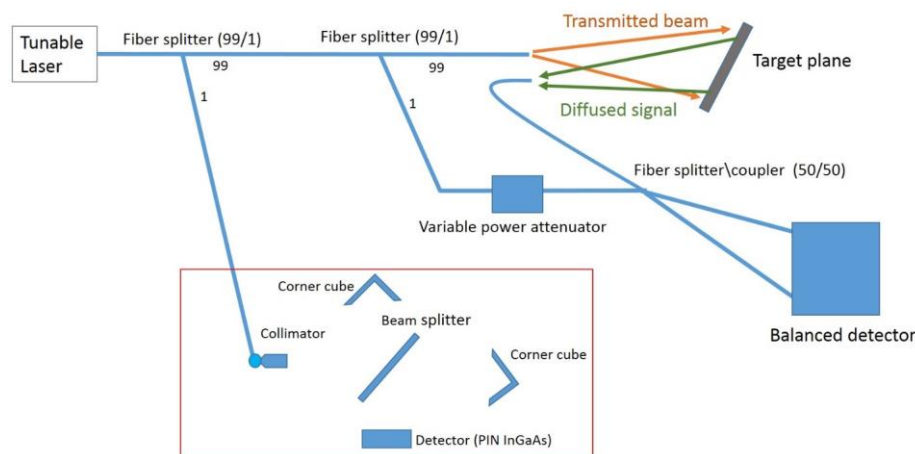 Tunable
Laser
Fiber splitter (99/1)
99
1
Fiber splitter (99/1)
99
1
Transmitted beam
Target plane
Diffused signal
Fiber splitter\coupler (50/50)
Variable power attenuator
Balanced detector
Corner cube
Beam splitter
Collimator
Corner cube
Detector (PIN InGaAs)